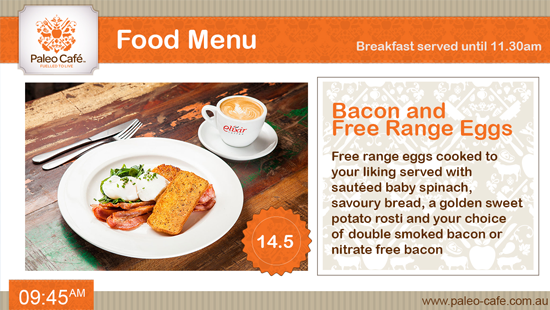 Paleo Café
FUELLED TO LIVE
Food Menu
Breakfast served until 11.30am
elixir
14.5
Bacon and
Free Range Eggs
Free range eggs cooked to
your liking served with
sautéed baby spinach,
savoury bread, a golden sweet
potato rosti and your choice
of double smoked bacon or
nitrate free bacon
09:45AM
www.paleo-cafe.com.au